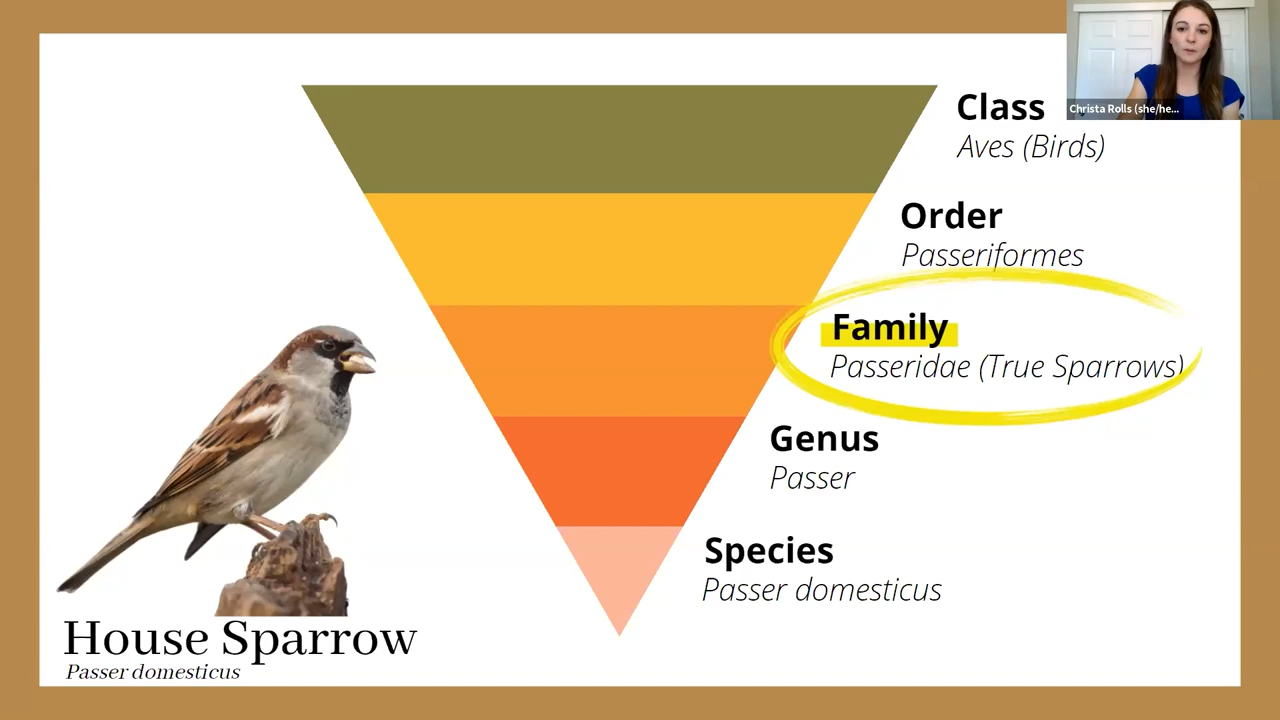 Christa Rolls (she/he...
Class
Aves (Birds)
Order
Passeriformes
Family
Passeridae (True Sparrows)
Genus
Passer
Species
Passer domesticus
House Sparrow
Passer domesticus